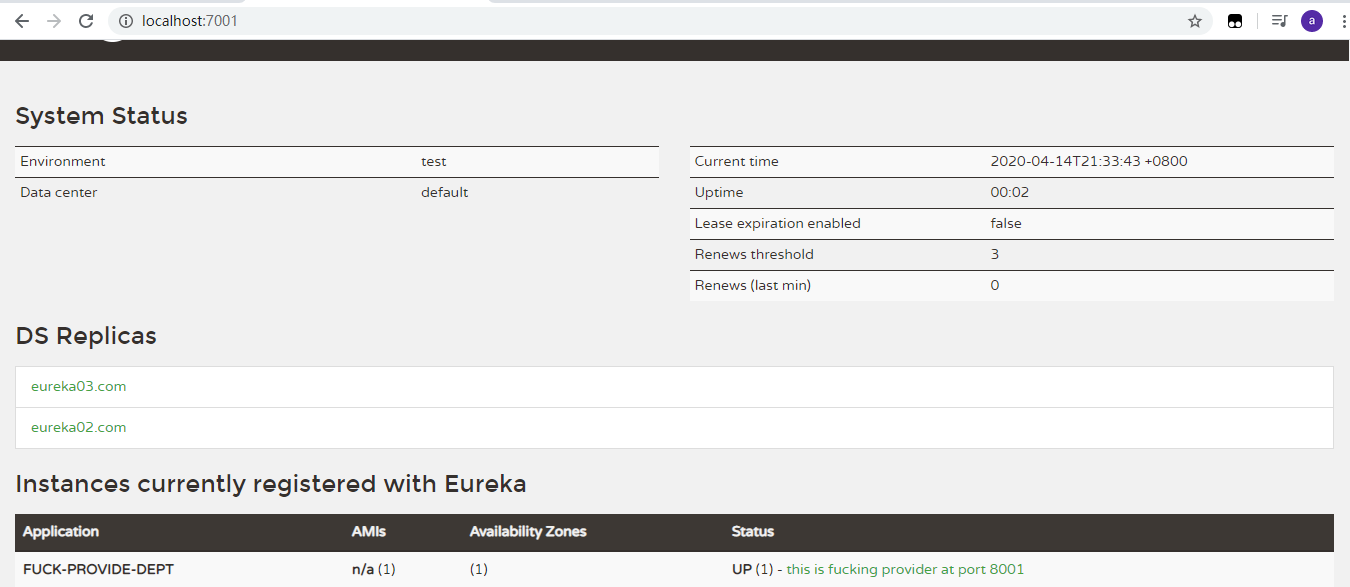 localhost:7001
a
System Status
Environment test
Data center default
Current time 2020-04-14T21:33:43 +0800
Uptime 00:02
Lease expiration enabled false
Renews threshold 3
Renews (last min) 0
DS Replicas
eureka03.com
eureka02.com
Instances currently registered with Eureka
Application AMIs Availability Zones Status
FUCK-PROVIDE-DEPT n/a (1) (1) UP (1) - this is fucking provider at port 8001